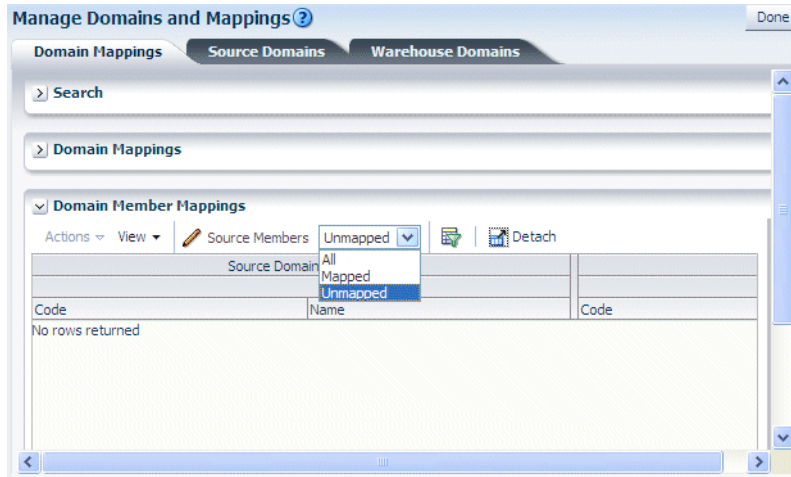 Manage Domains and Mappings ? Done
Domain Mappings Source Domains Warehouse Domains
Search
Domain Mappings
Domain Member Mappings
Actions View Source Members Unmapped Detach
All
Source Domain
Mapped
Unmapped
Code Name Code
No rows returned